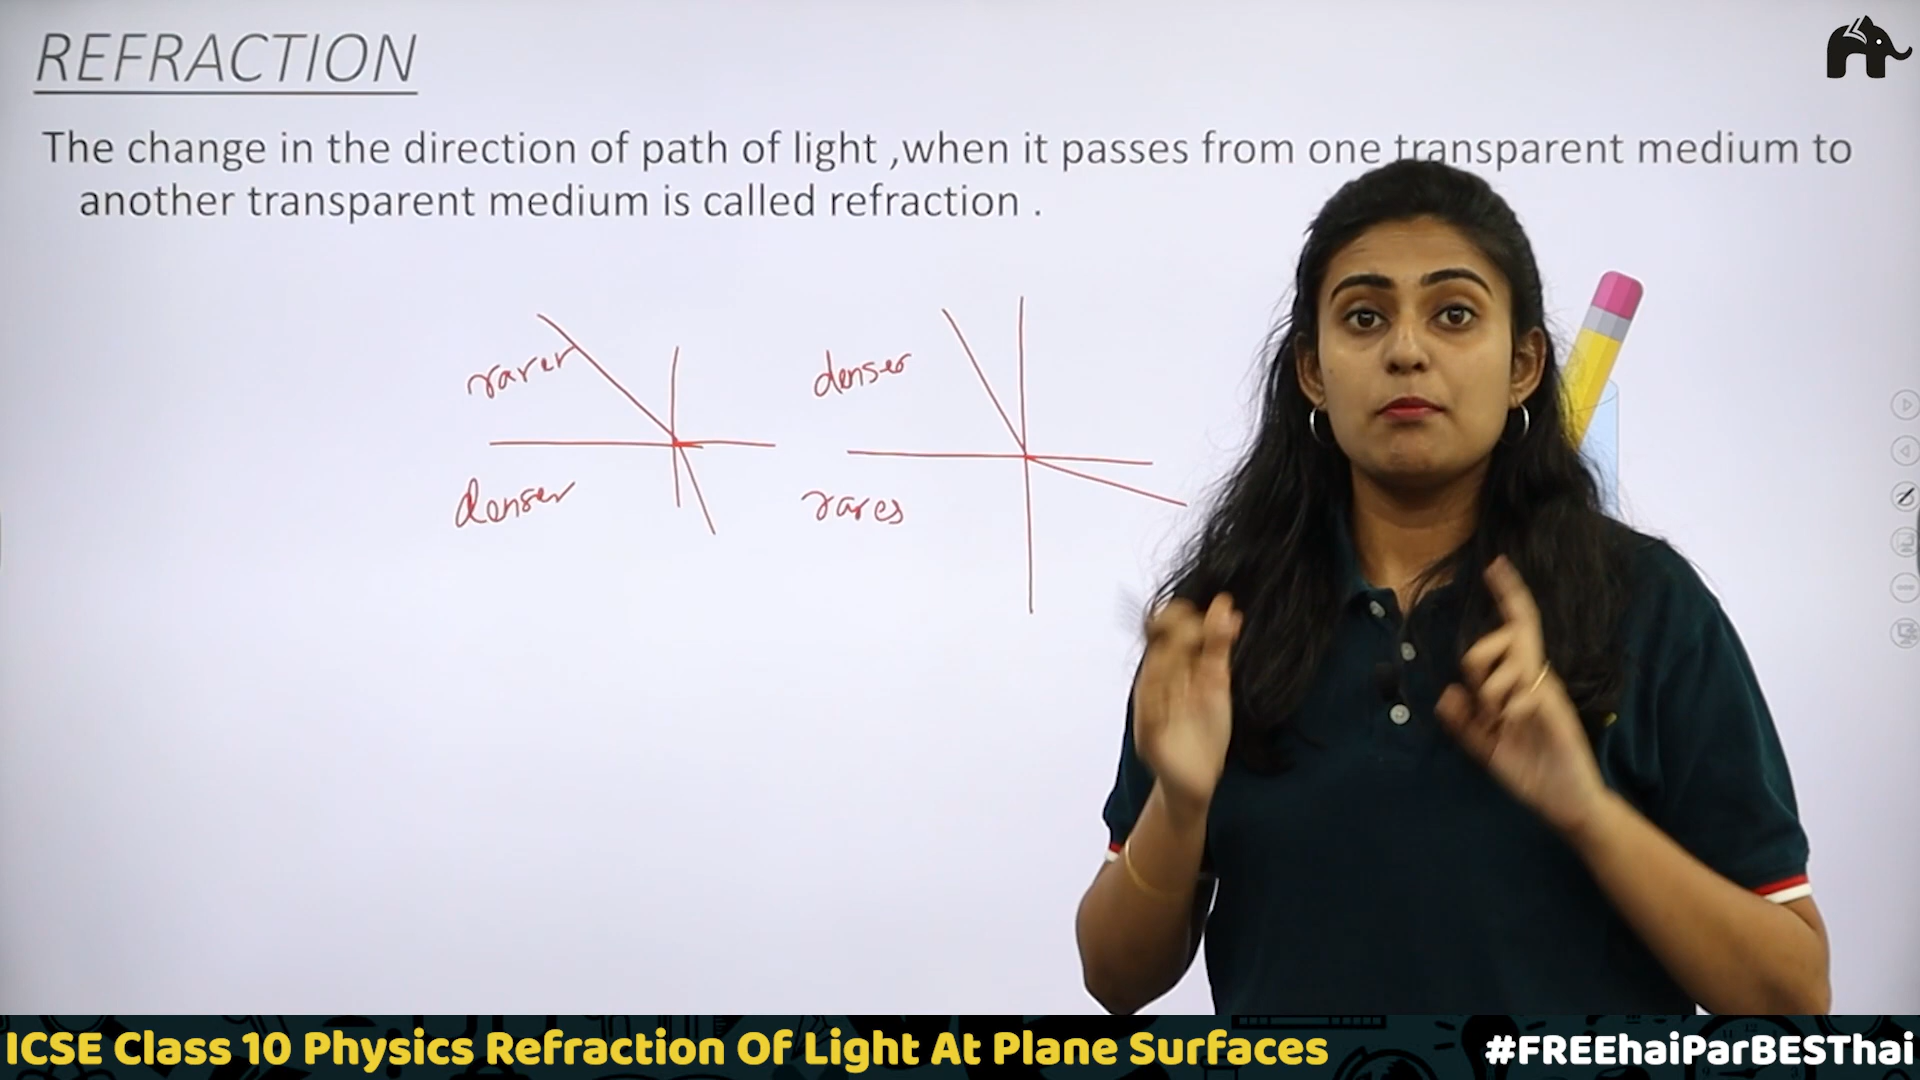 REFRACTION
The change in the direction of path of light ,when it passes from one transparent medium to
another transparent medium is called refraction .
rarer
denser
denser
rares
ICSE Class 10 Physics Refraction Of Light At Plane Surfaces
#FREEhaiParBESThai